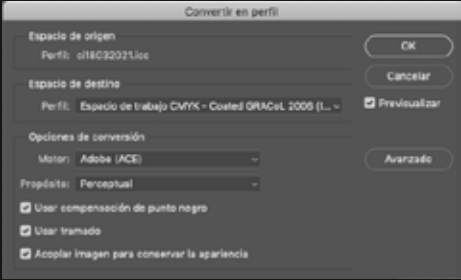 Convertir en perfil
Espacio de origen
Perfil: ci18032021.icc
OK
Cancelar
Previsualizar
Avanzado
Espacio de destino
Perfil: Espacio de trabajo CMYK - Coated GRACoL 2006 (I...
Opciones de conversión
Motor: Adobe (ACE)
Propósito: Perceptual
Usar compensación de punto negro
Usar tramado
Acoplar imagen para conservar la apariencia